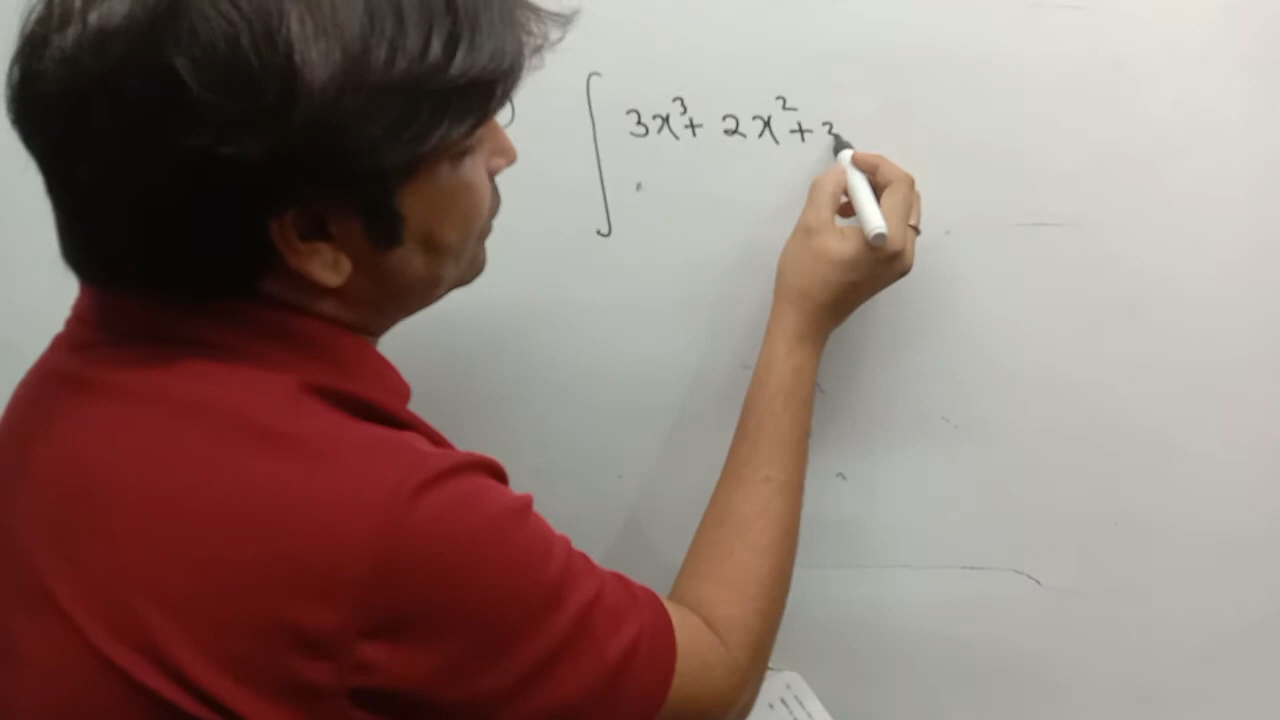 ) ∫ 3x³ + 2x² +